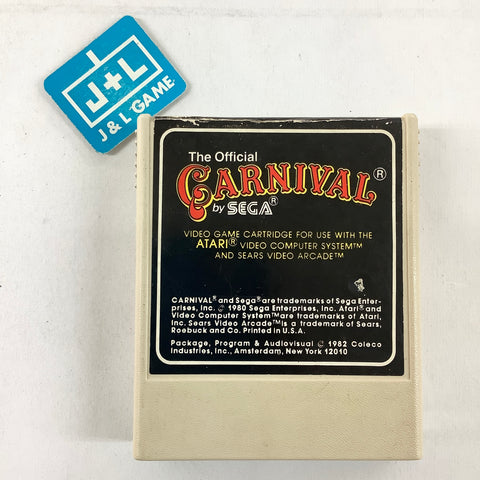 J+L
J & L GAME
The Official
CARNIVAL®
by SEGA®
VIDEO GAME CARTRIDGE FOR USE WITH THE
ATARI® VIDEO COMPUTER SYSTEM™
AND SEARS VIDEO ARCADE™
CARNIVAL® and Sega® are trademarks of Sega Enter-
prises, Inc. © 1980 Sega Enterprises, Inc. Atari® and
Video Computer System™ are trademarks of Atari,
Inc. Sears Video Arcade™ is a trademark of Sears,
Roebuck and Co. Printed in U.S.A.
Package, Program & Audiovisual © 1982 Coleco
Industries, Inc., Amsterdam, New York 12010